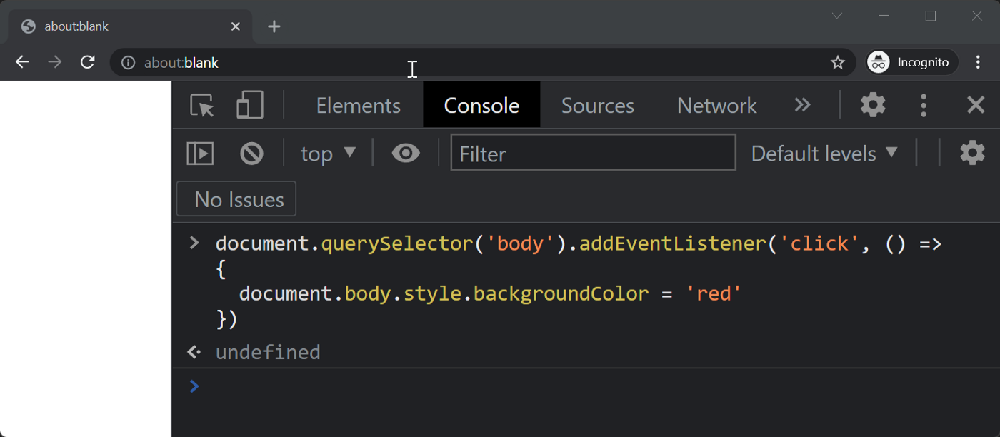 about:blank
about:blank
Incognito
Elements Console Sources Network
top Filter Default levels
No Issues
> document.querySelector('body').addEventListener('click', () =>
{
  document.body.style.backgroundColor = 'red'
})
undefined
>